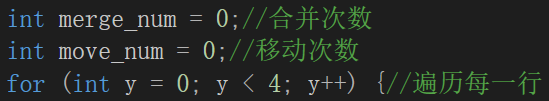 int merge_num = 0;//合并次数
int move_num = 0;//移动次数
for (int y = 0; y < 4; y++) {//遍历每一行